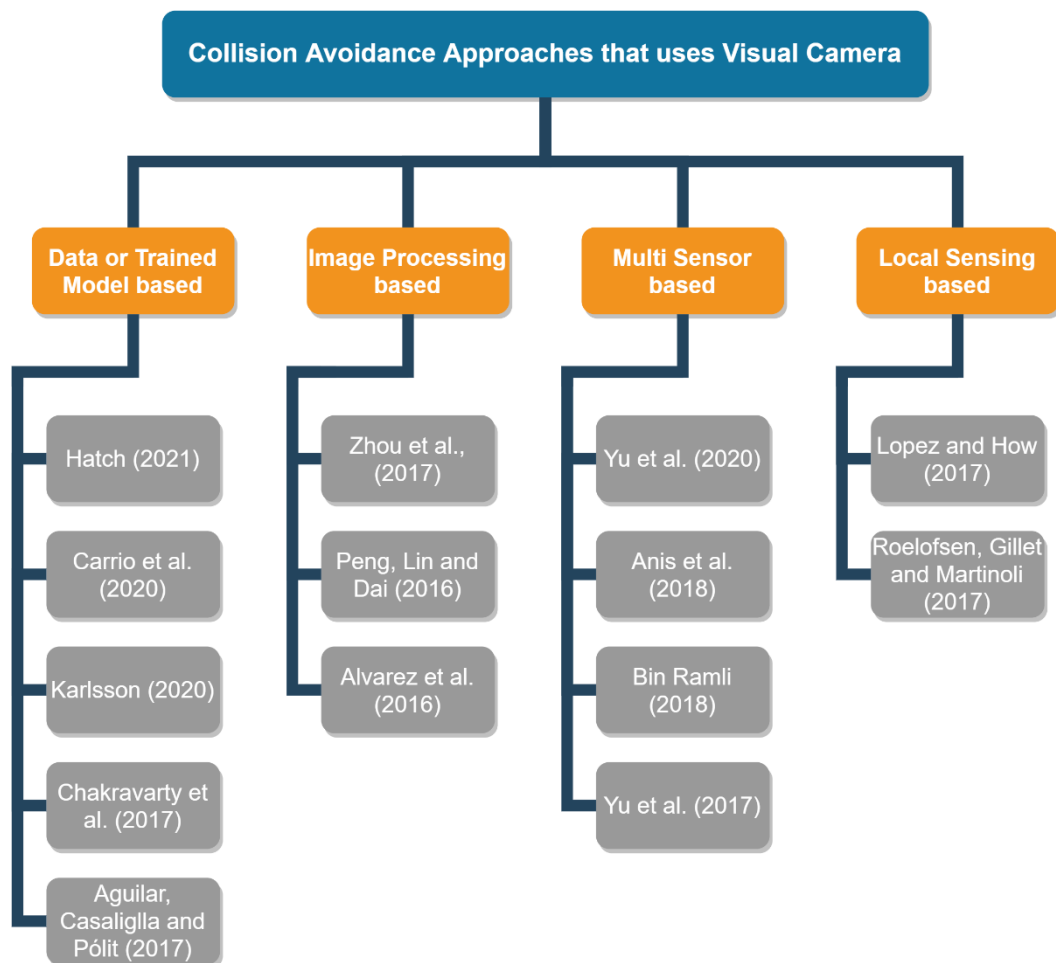 Collision Avoidance Approaches that uses Visual Camera
Data or Trained
Model based
Hatch (2021)
Carrio et al.
(2020)
Karlsson (2020)
Chakravarty et
al. (2017)
Aguilar,
Casaliglla and
Pólit (2017)
Image Processing
based
Zhou et al.,
(2017)
Peng, Lin and
Dai (2016)
Alvarez et al.
(2016)
Multi Sensor
based
Yu et al. (2020)
Anis et al.
(2018)
Bin Ramli
(2018)
Yu et al. (2017)
Local Sensing
based
Lopez and How
(2017)
Roelofsen, Gillet
and Martinoli
(2017)